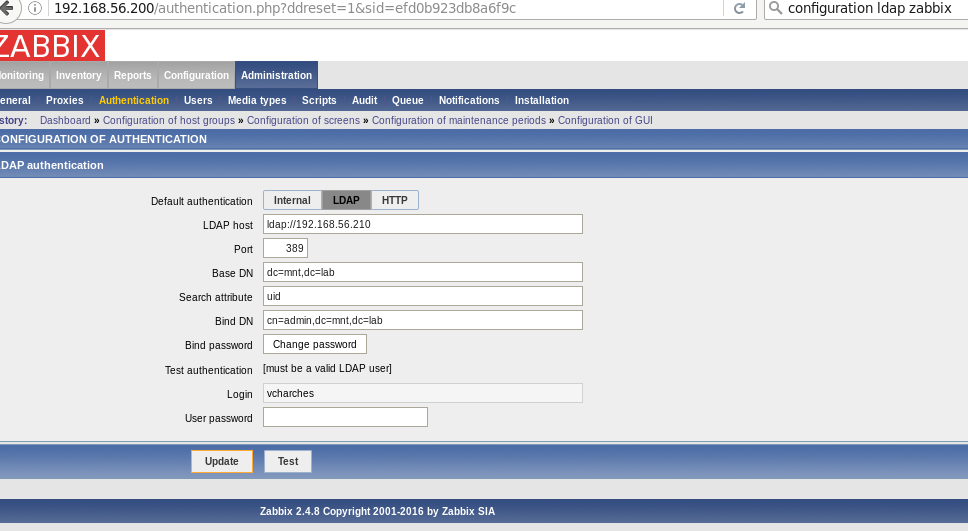 192.168.56.200/authentication.php?ddreset=1&sid=efd0b923db8a6f9c configuration ldap zabbix
ZABBIX
onitoring Inventory Reports Configuration Administration
eneral Proxies Authentication Users Media types Scripts Audit Queue Notifications Installation
story: Dashboard » Configuration of host groups » Configuration of screens » Configuration of maintenance periods » Configuration of GUI
CONFIGURATION OF AUTHENTICATION
LDAP authentication
Default authentication Internal LDAP HTTP
LDAP host ldap://192.168.56.210
Port 389
Base DN dc=mnt,dc=lab
Search attribute uid
Bind DN cn=admin,dc=mnt,dc=lab
Bind password Change password
Test authentication [must be a valid LDAP user]
Login vcharches
User password
Update Test
Zabbix 2.4.8 Copyright 2001-2016 by Zabbix SIA